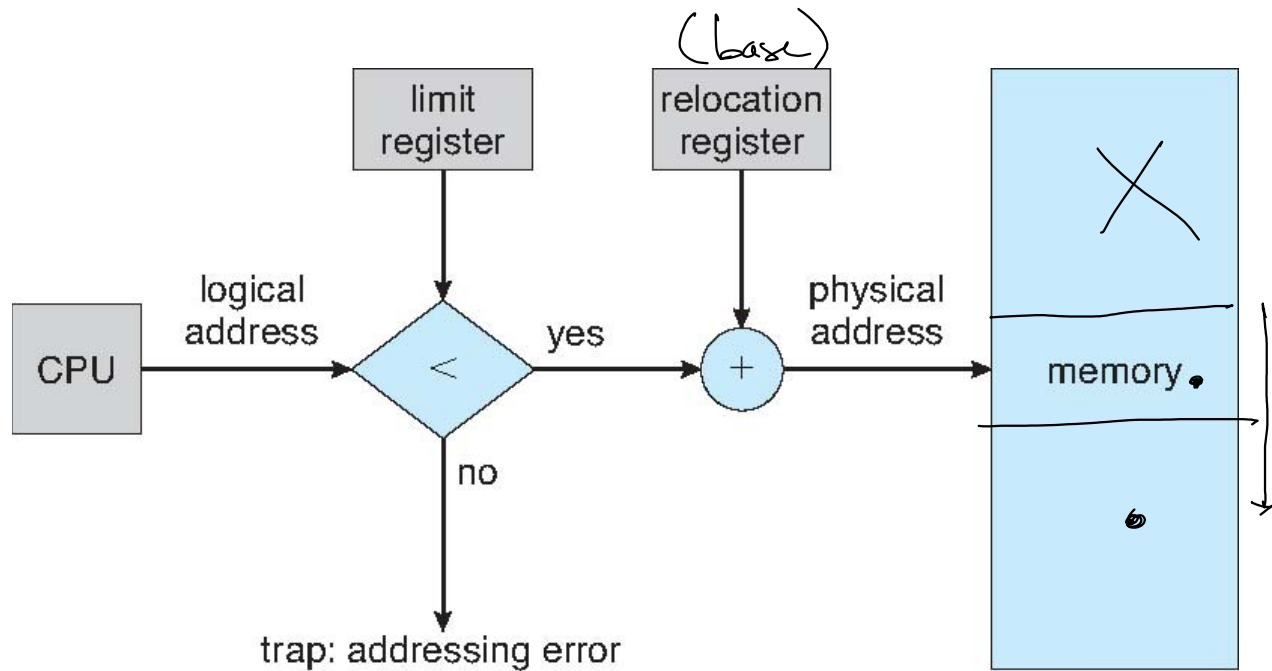 (base)
limit
register
relocation
register
logical
address
physical
address
CPU
<
yes
+
memory
no
trap: addressing error